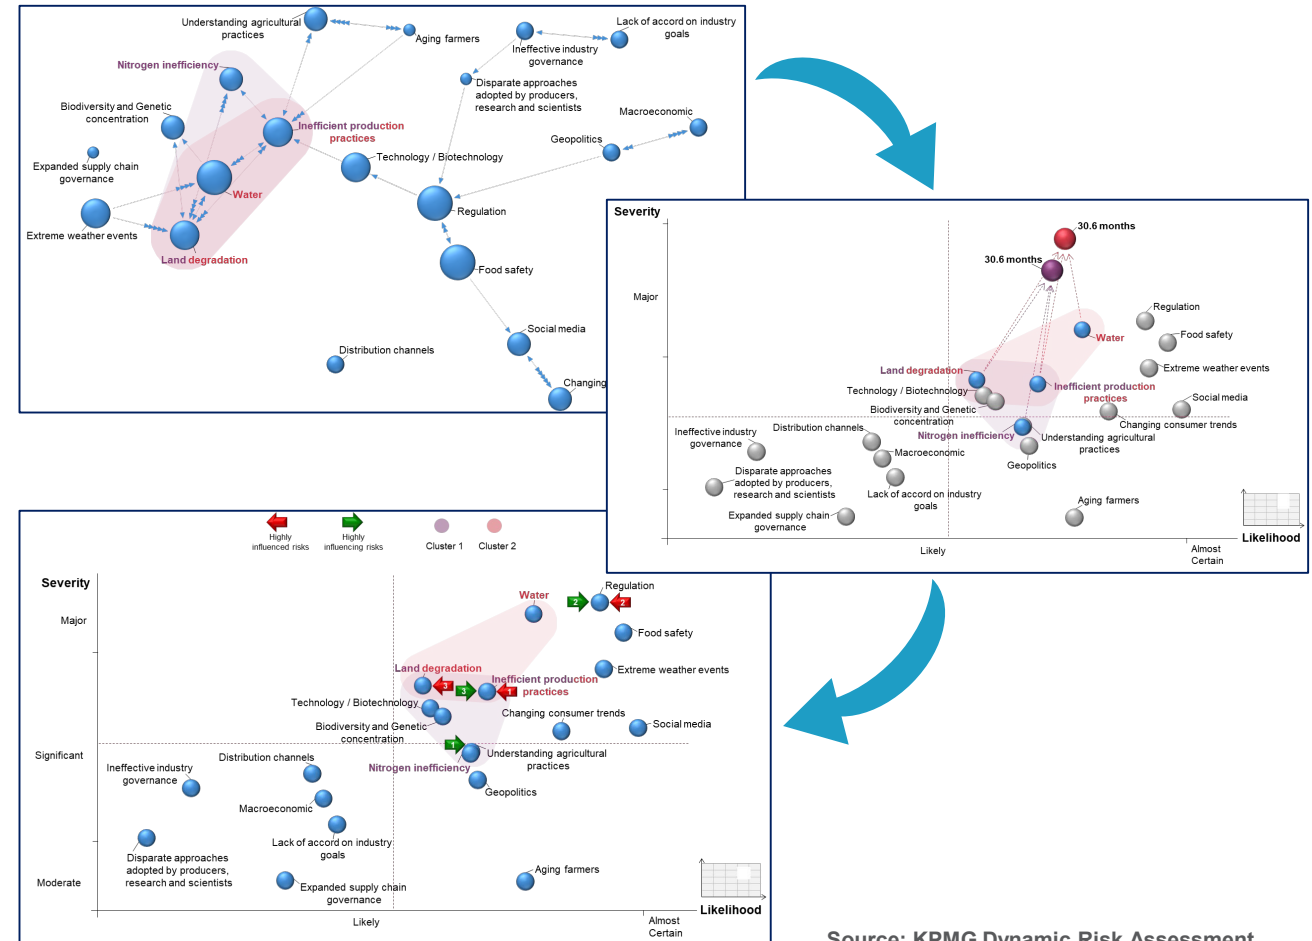 Understanding agricultural
practices
Aging farmers
Lack of accord on industry
goals
Ineffective industry
governance
Nitrogen inefficiency
Disparate approaches
adopted by producers,
research and scientists
Biodiversity and Genetic
concentration
Macroeconomic
Inefficient production
practices
Geopolitics
Expanded supply chain
governance
Technology / Biotechnology
Water
Regulation
Extreme weather events
Land degradation
Food safety
Social media
Distribution channels
Changing
Severity
30.6 months
30.6 months
Major
Regulation
Water
Food safety
Land degradation
Extreme weather events
Technology / Biotechnology
Inefficient production
practices
Social media
Biodiversity and Genetic
concentration
Changing consumer trends
Ineffective industry
governance
Distribution channels
Nitrogen inefficiency
Understanding agricultural
practices
Macroeconomic
Geopolitics
Disparate approaches
adopted by producers,
research and scientists
Lack of accord on industry
goals
Aging farmers
Expanded supply chain
governance
Likelihood
Likely
Almost
Certain
Highly
influenced risks
Highly
influencing risks
Cluster 1
Cluster 2
Severity
Regulation
Water
2
2
Major
Food safety
Land degradation
Extreme weather events
3
3
1
Inefficient production
practices
Technology / Biotechnology
Changing consumer trends
Social media
Biodiversity and Genetic
concentration
1
Significant
Understanding agricultural
practices
Distribution channels
Nitrogen inefficiency
Ineffective industry
governance
Geopolitics
Macroeconomic
Lack of accord on industry
goals
Disparate approaches
adopted by producers,
research and scientists
Aging farmers
Moderate
Expanded supply chain
governance
Likelihood
Likely
Almost
Certain
Source: KPMG Dynamic Risk Assessment